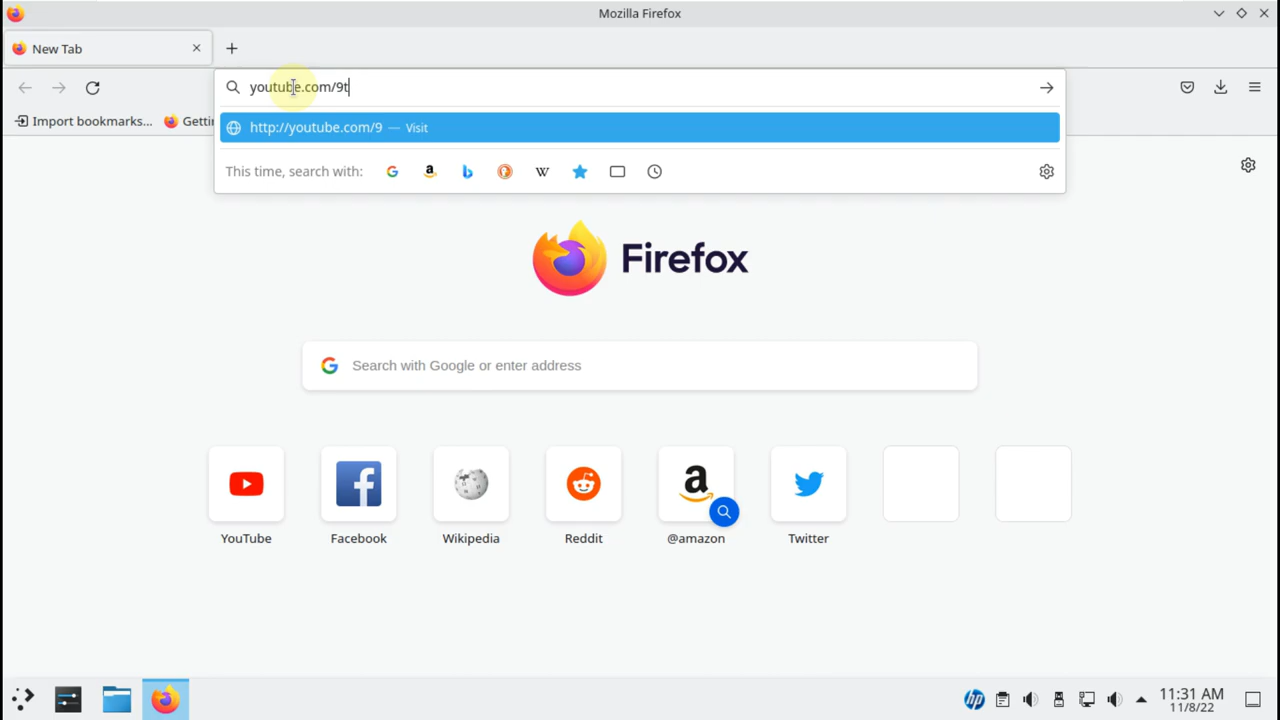 Mozilla Firefox
New Tab
youtube.com/9t
Import bookmarks... Getti
http://youtube.com/9 — Visit
This time, search with:
Firefox
Search with Google or enter address
YouTube Facebook Wikipedia Reddit @amazon Twitter
11:31 AM
11/8/22